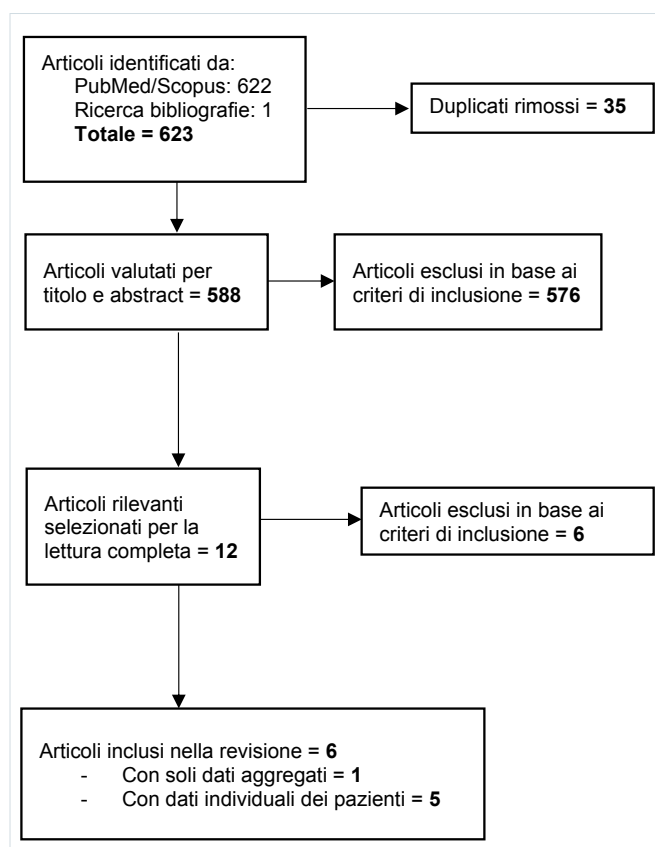 Articoli identificati da:
PubMed/Scopus: 622
Ricerca bibliografie: 1
Totale = 623
Duplicati rimossi = 35
Articoli valutati per
titolo e abstract = 588
Articoli esclusi in base ai
criteri di inclusione = 576
Articoli rilevanti
selezionati per la
lettura completa = 12
Articoli esclusi in base ai
criteri di inclusione = 6
Articoli inclusi nella revisione = 6
- Con soli dati aggregati = 1
- Con dati individuali dei pazienti = 5